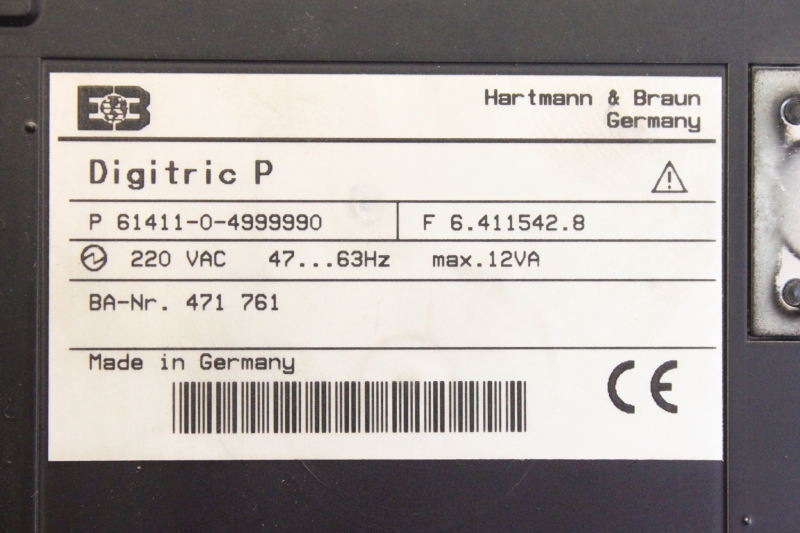 Hartmann & Braun
Germany
Digitric P
P 61411-0-4999990 F 6.411542.8
220 VAC 47...63Hz max.12VA
BA-Nr. 471 761
Made in Germany
CE